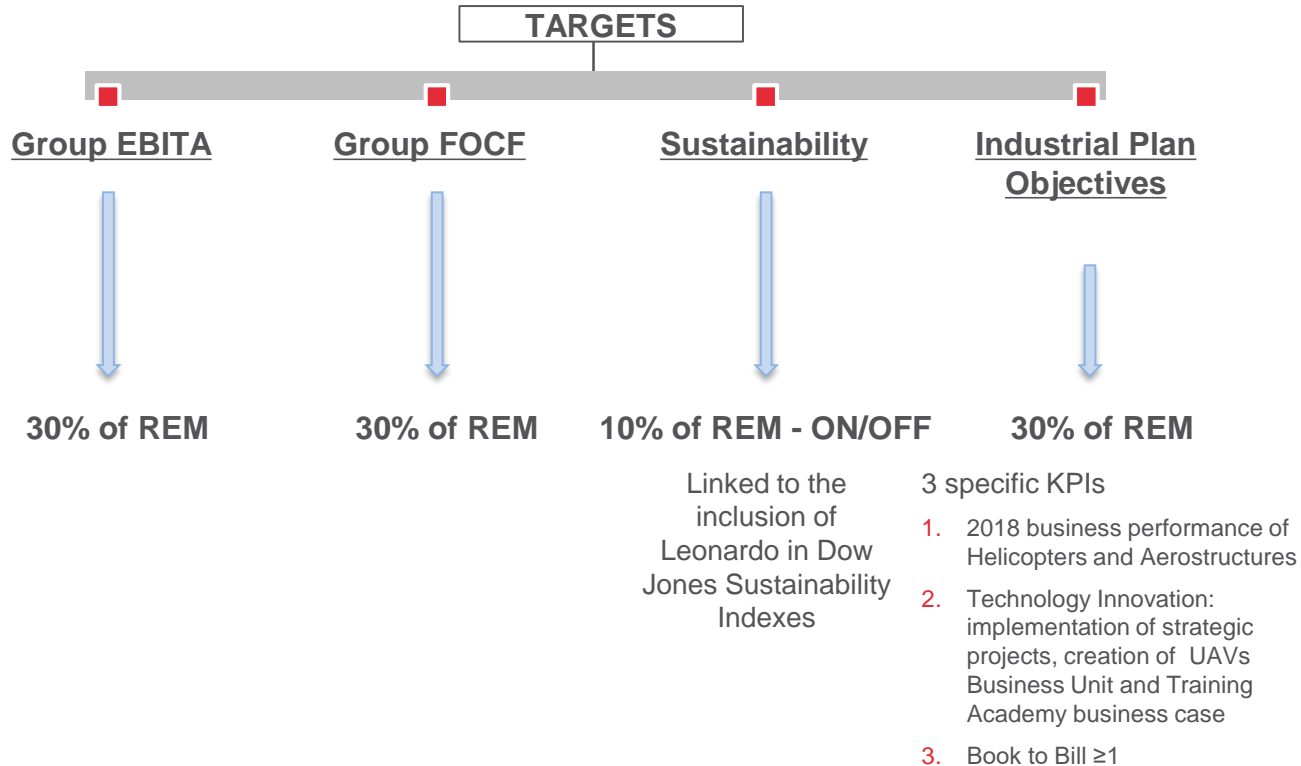 TARGETS
Group EBITA
Group FOCF
Sustainability
Industrial Plan
Objectives
30% of REM
30% of REM
10% of REM - ON/OFF
30% of REM
Linked to the
inclusion of
Leonardo in Dow
Jones Sustainability
Indexes
3 specific KPIs
1. 2018 business performance of
Helicopters and Aerostructures
2. Technology Innovation:
implementation of strategic
projects, creation of UAVs
Business Unit and Training
Academy business case
3. Book to Bill ≥1